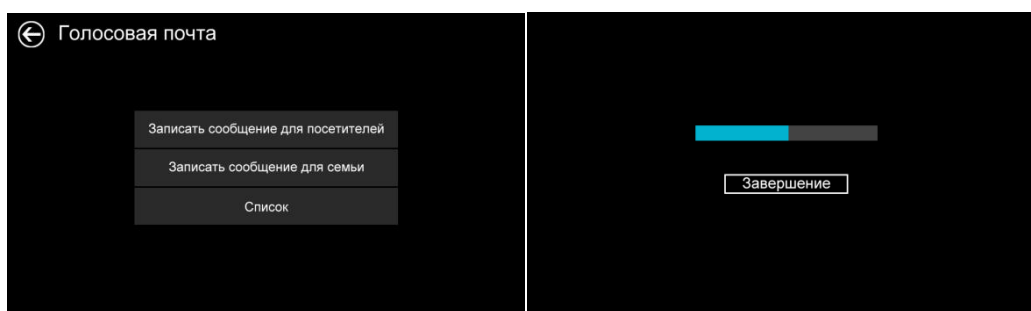 Голосовая почта
Записать сообщение для посетителей
Записать сообщение для семьи
Список
Завершение